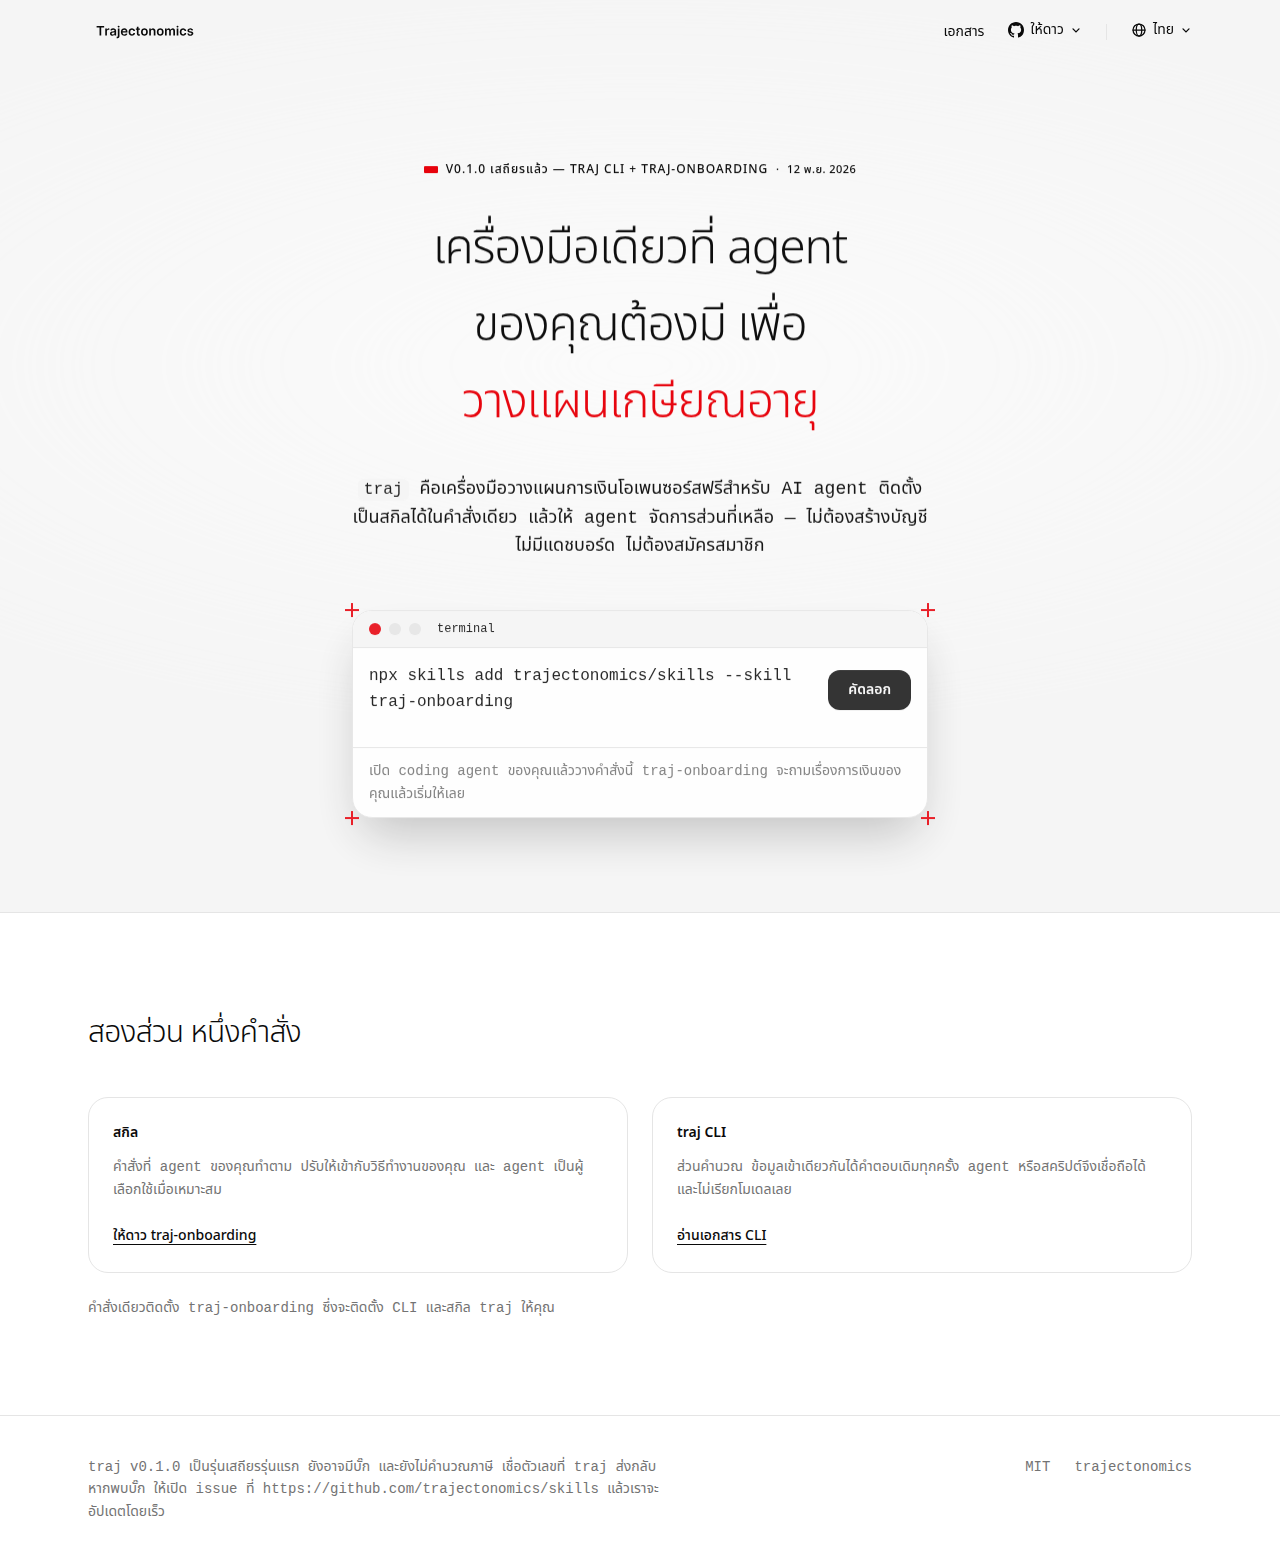 Trajectonomics
เอกสาร
ให้ดาว
ไทย
V0.1.0 เสถียรแล้ว — TRAJ CLI + TRAJ-ONBOARDING · 12 พ.ย. 2026
เครื่องมือเดียวที่ agent
ของคุณต้องมี เพื่อ
วางแผนเกษียณอายุ
traj คือเครื่องมือวางแผนการเงินโอเพนซอร์สฟรีสำหรับ AI agent ติดตั้ง
เป็นสกิลได้ในคำสั่งเดียว แล้วให้ agent จัดการส่วนที่เหลือ — ไม่ต้องสร้างบัญชี
ไม่มีแดชบอร์ด ไม่ต้องสมัครสมาชิก
terminal
npx skills add trajectonomics/skills --skill
traj-onboarding
คัดลอก
เปิด coding agent ของคุณแล้ววางคำสั่งนี้ traj-onboarding จะถามเรื่องการเงินของ
คุณแล้วเริ่มให้เลย
สองส่วน หนึ่งคำสั่ง
สกิล
คำสั่งที่ agent ของคุณทำตาม ปรับให้เข้ากับวิธีทำงานของคุณ และ agent เป็นผู้
เลือกใช้เมื่อเหมาะสม
ให้ดาว traj-onboarding
traj CLI
ส่วนคำนวณ ข้อมูลเข้าเดียวกันได้คำตอบเดิมทุกครั้ง agent หรือสคริปต์จึงเชื่อถือได้
และไม่เรียกโมเดลเลย
อ่านเอกสาร CLI
คำสั่งเดียวติดตั้ง traj-onboarding ซึ่งจะติดตั้ง CLI และสกิล traj ให้คุณ
traj v0.1.0 เป็นรุ่นเสถียรรุ่นแรก ยังอาจมีบั๊ก และยังไม่คำนวณภาษี เชื่อตัวเลขที่ traj ส่งกลับ
หากพบบั๊ก ให้เปิด issue ที่ https://github.com/trajectonomics/skills แล้วเราจะ
อัปเดตโดยเร็ว
MIT trajectonomics